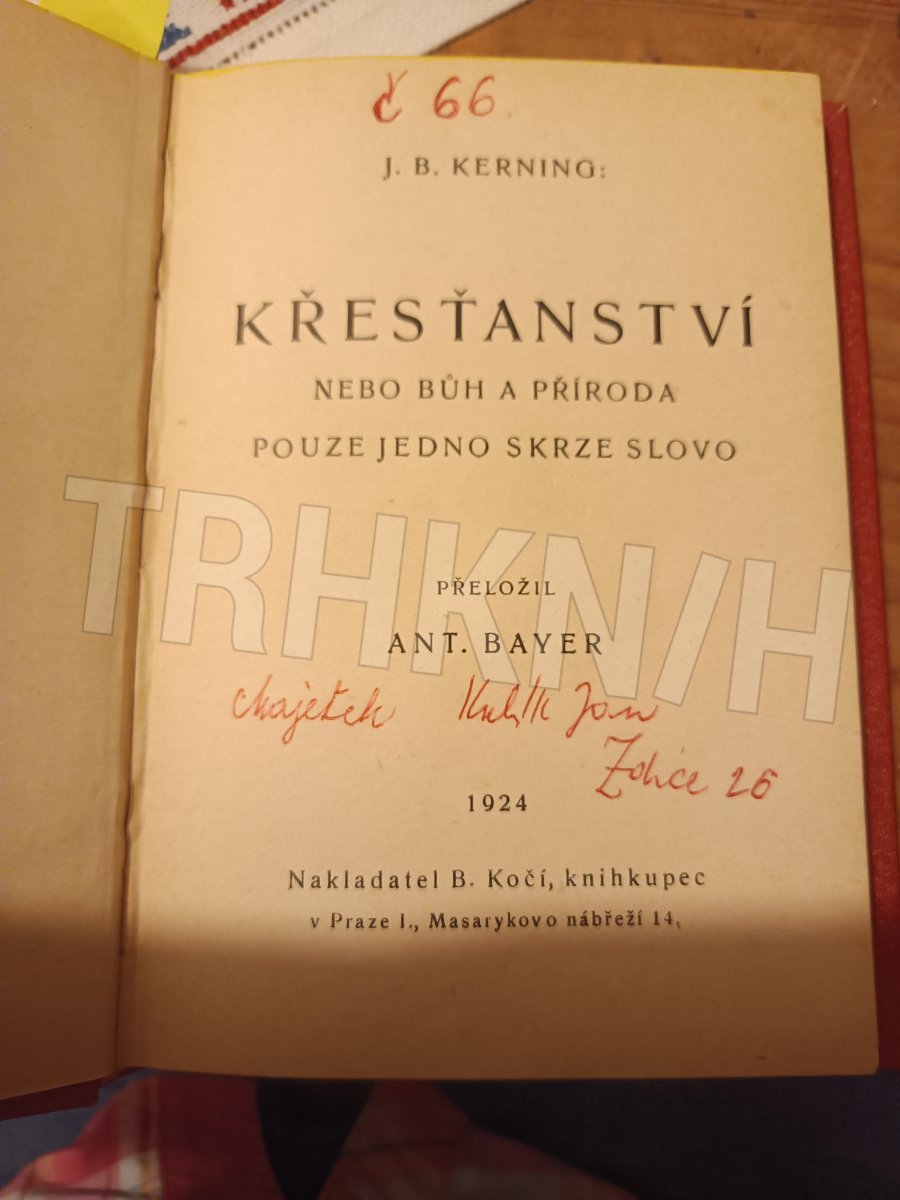 č 66
J. B. KERNING:
KŘESŤANSTVÍ
NEBO BŮH A PŘÍRODA
POUZE JEDNO SKRZE SLOVO
TRHKNIH
PŘELOŽIL
ANT. BAYER
Majetek Jan
Zdice 26
1924
Nakladatel B. Kočí, knihkupec
v Praze I., Masarykovo nábřeží 14.